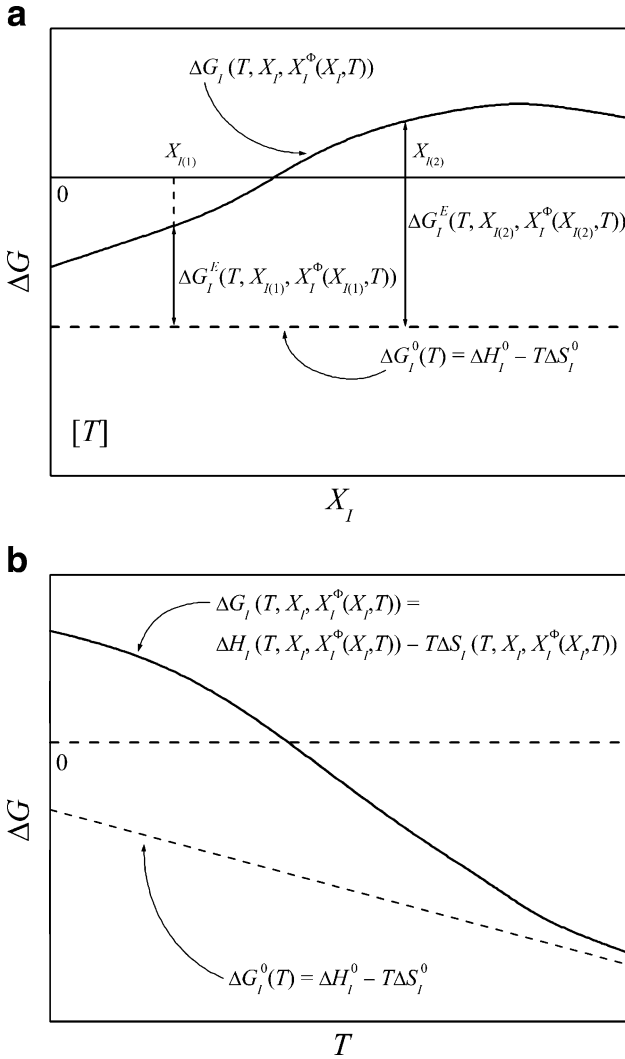 a
ΔG_I (T, X_I, X_I^Φ(X_I,T))
X_I(1)
X_I(2)
0
ΔG_I^E(T, X_I(2), X_I^Φ(X_I(2),T))
ΔG
ΔG_I^E(T, X_I(1), X_I^Φ(X_I(1),T))
ΔG_I^0(T) = ΔH_I^0 – TΔS_I^0
[T]
X_I
b
ΔG_I (T, X_I, X_I^Φ(X_I,T)) =
ΔH_I (T, X_I, X_I^Φ(X_I,T)) – TΔS_I (T, X_I, X_I^Φ(X_I,T))
0
ΔG
ΔG_I^0(T) = ΔH_I^0 – TΔS_I^0
T